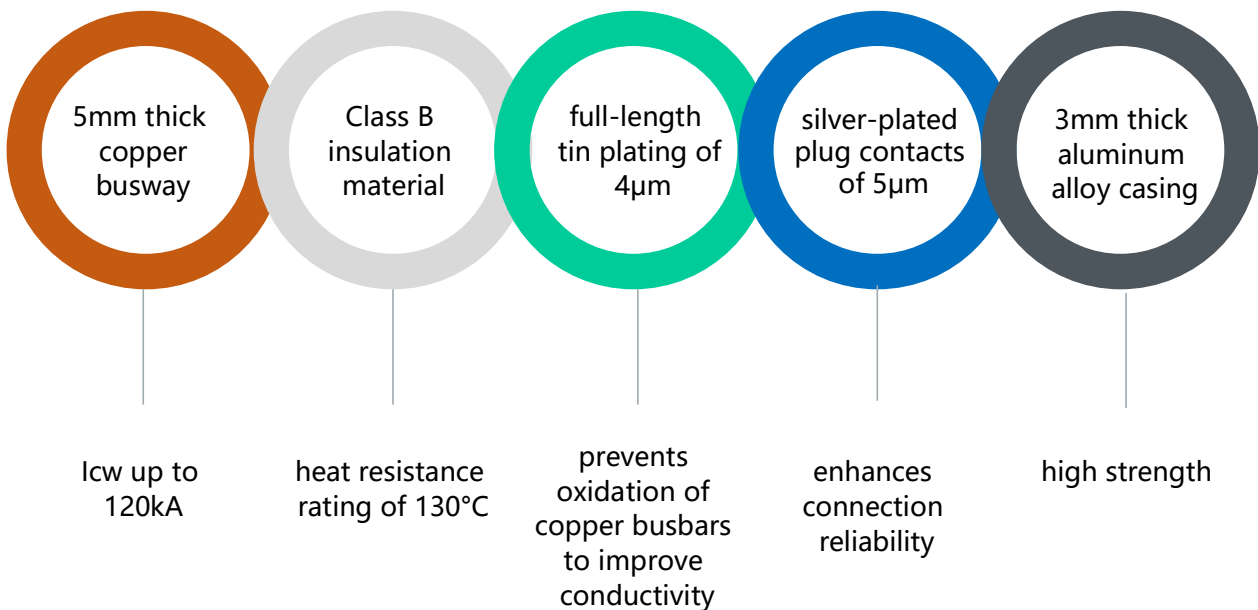 5mm thick
copper
busway
Class B
insulation
material
full-length
tin plating of
4μm
silver-plated
plug contacts
of 5μm
3mm thick
aluminum
alloy casing
Icw up to
120kA
heat resistance
rating of 130°C
prevents
oxidation of
copper busbars
to improve
conductivity
enhances
connection
reliability
high strength